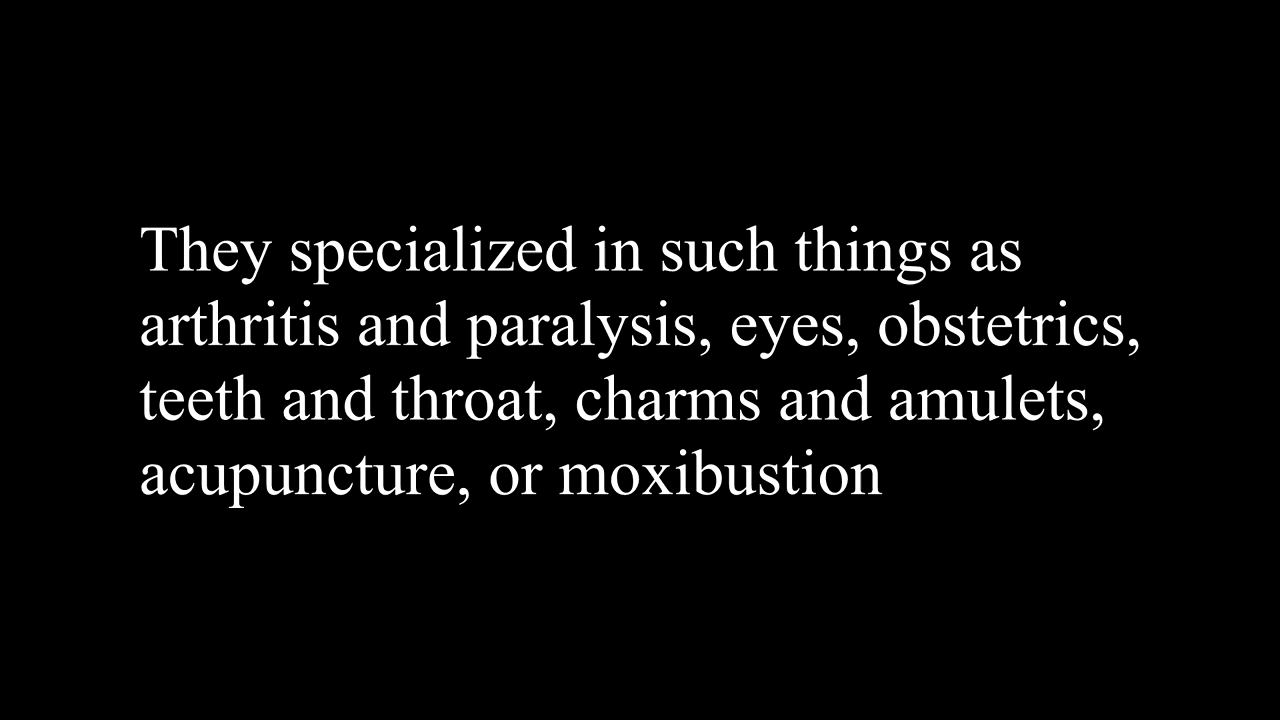 They specialized in such things as
arthritis and paralysis, eyes, obstetrics,
teeth and throat, charms and amulets,
acupuncture, or moxibustion